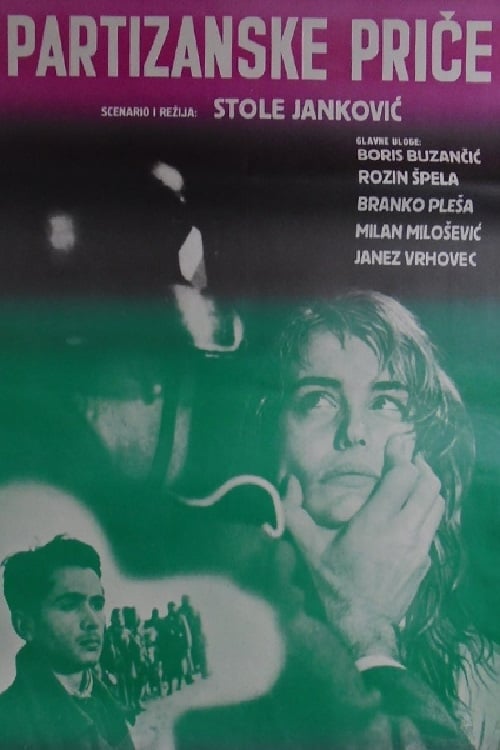 PARTIZANSKE PRIČE
SCENARIO I REŽIJA: STOLE JANKOVIĆ
GLAVNE ULOGE:
BORIS BUZANČIĆ
ROZIN ŠPELA
BRANKO PLEŠA
MILAN MILOŠEVIĆ
JANEZ VRHOVEC